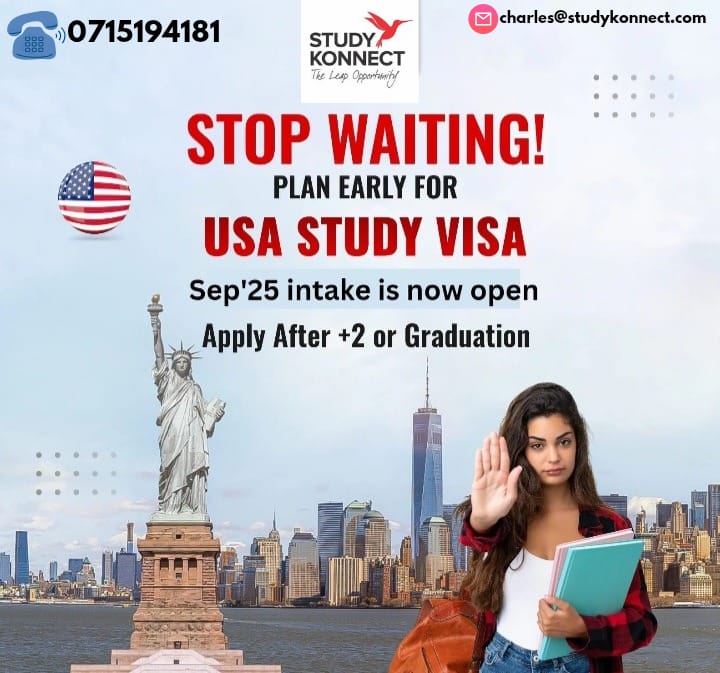 0715194181
charles@studykonnect.com
STUDY
KONNECT
The Leap Opportunity
STOP WAITING!
PLAN EARLY FOR
USA STUDY VISA
Sep'25 intake is now open
Apply After +2 or Graduation